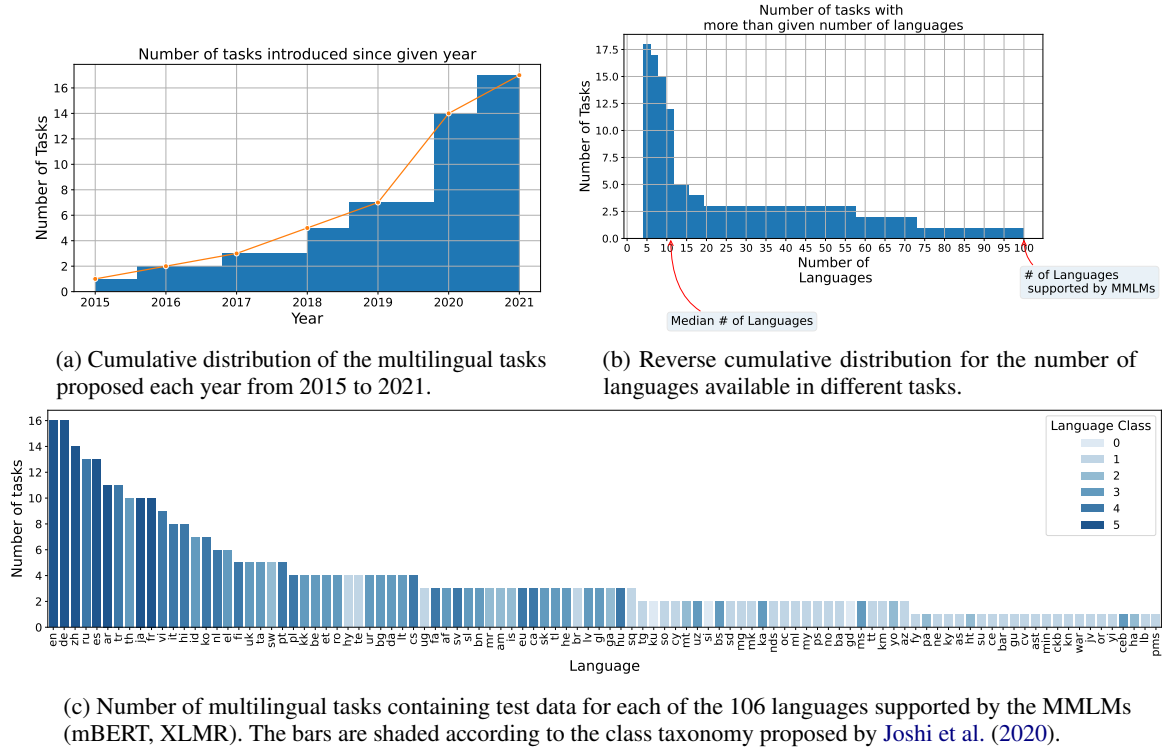 Number of tasks introduced since given year
Number of Tasks
16
14
12
10
8
6
4
2
0
2015 2016 2017 2018 2019 2020 2021
Year
(a) Cumulative distribution of the multilingual tasks
proposed each year from 2015 to 2021.
Number of tasks with
more than given number of languages
Number of Tasks
17.5
15.0
12.5
10.0
7.5
5.0
2.5
0.0
0 5 10 15 20 25 30 35 40 45 50 55 60 65 70 75 80 85 90 95 100
Number of
Languages
Median # of Languages
# of Languages
supported by MMLMs
(b) Reverse cumulative distribution for the number of
languages available in different tasks.
Number of tasks
16
14
12
10
8
6
4
2
0
Language Class
0
1
2
3
4
5
en de zh ru es ar tr th ja fr vi it hi id ko nl el fi uk ta sw pt pl kk be et ro hy te ur bg da lt cs ug fa af sv sl bn mr am is eu ca sk tl he br lv gl ga hu sq tg ku so cy mt uz si bs sd mg mk ka nds oc ml my ps no ba gd ms tt km yo az fy pa ne ky as ht su ce bar gu cv ast min ckb kn war jv or yi ceb ha lb pms
Language
(c) Number of multilingual tasks containing test data for each of the 106 languages supported by the MMLMs
(mBERT, XLMR). The bars are shaded according to the class taxonomy proposed by Joshi et al. (2020).